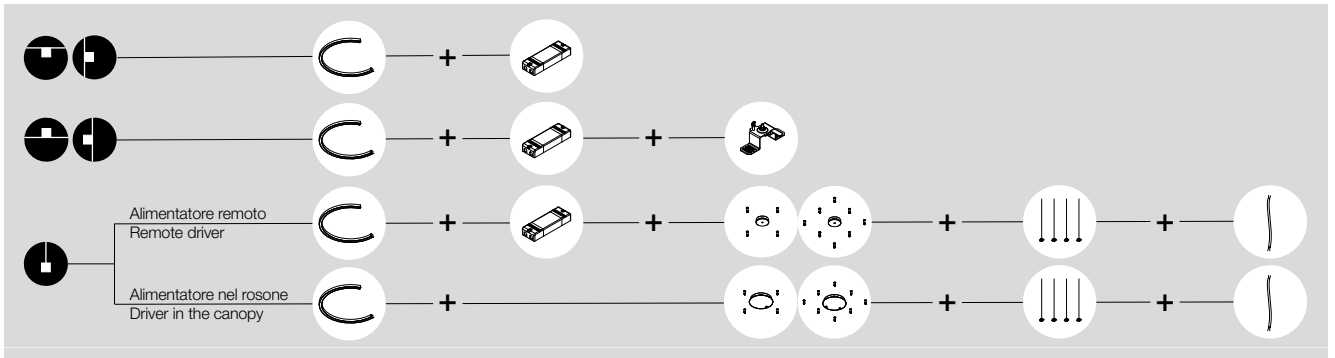 Alimentatore remoto
Remote driver
Alimentatore nel rosone
Driver in the canopy